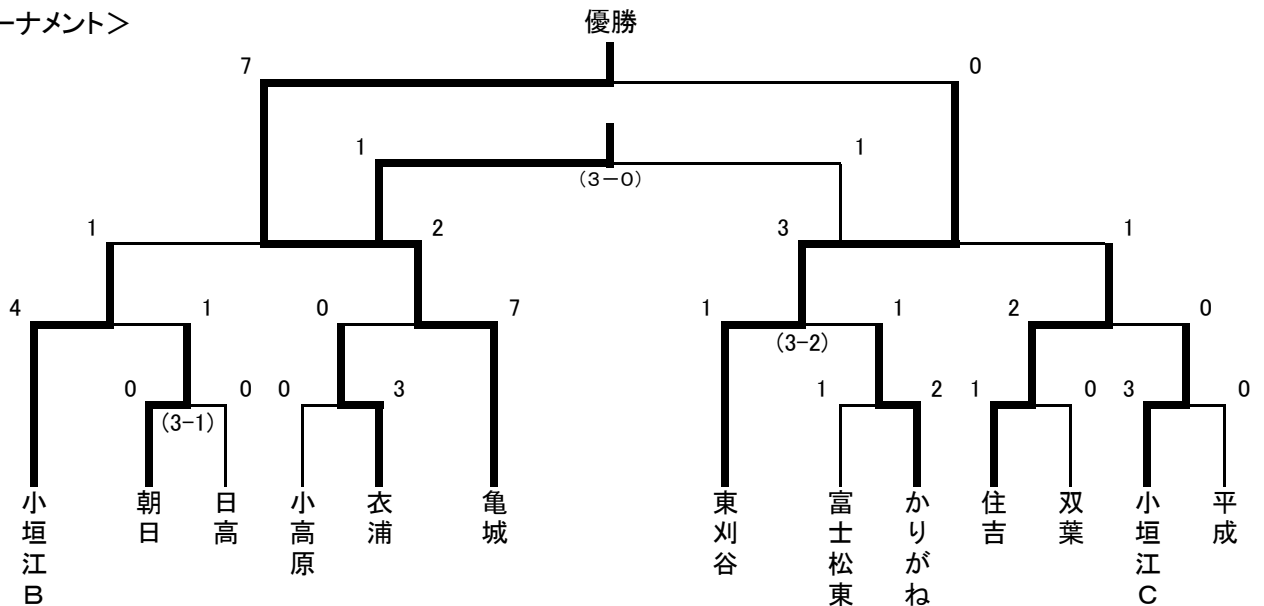 ーナメント＞
優勝
7
0
1
1
(3－0)
1
2
3
1
4
1
0
7
1
1
2
0
(3-2)
0
0
0
3
1
2
1
0
3
0
(3-1)
小垣江B
朝日
日高
小高原
衣浦
亀城
東刈谷
富士松東
かりがね
住吉
双葉
小垣江C
平成